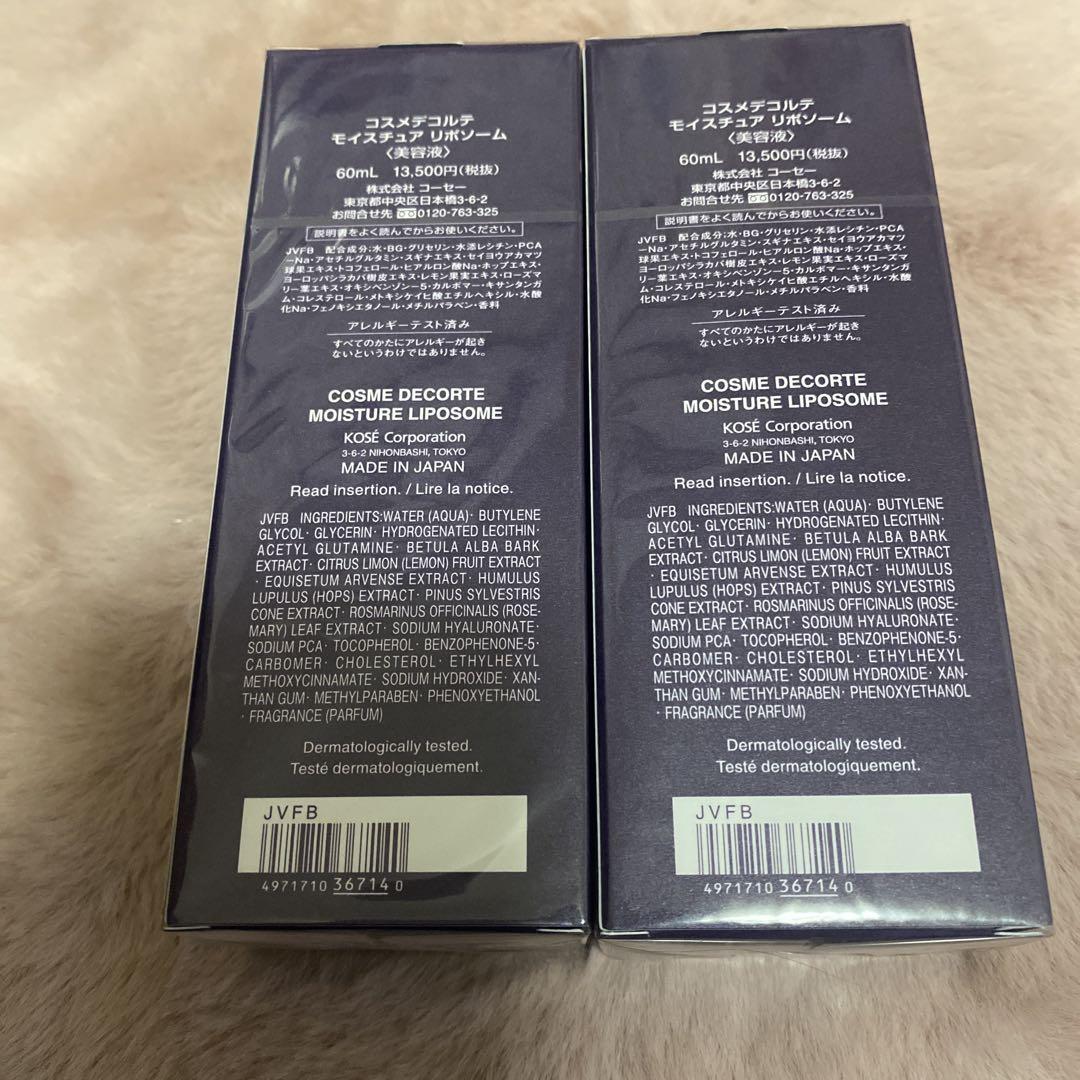 コスメデコルテ
モイスチュア リポソーム
〈美容液〉
60mL 13,500円(税抜)
株式会社 コーセー
東京都中央区日本橋3-6-2
お問合せ先 0120-763-325
説明書をよく読んでからお使いください。
JVFB 配合成分;水・BG・グリセリン・水添レシチン・PCA
ーNa・アセチルグルタミン・スギナエキス・セイヨウアカマツ
球果エキス・トコフェロール・ヒアルロン酸Na・ホップエキス・
ヨーロッパシラカバ樹皮エキス・レモン果実エキス・ローズマ
リー葉エキス・オキシベンゾン-5・カルボマー・キサンタンガ
ム・コレステロール・メトキシケイヒ酸エチルヘキシル・水酸
化Na・フェノキシエタノール・メチルパラベン・香料
アレルギーテスト済み
すべてのかたにアレルギーが起き
ないというわけではありません。
COSME DECORTE
MOISTURE LIPOSOME
KOSÉ Corporation
3-6-2 NIHONBASHI, TOKYO
MADE IN JAPAN
Read insertion. / Lire la notice.
JVFB INGREDIENTS:WATER (AQUA)· BUTYLENE
GLYCOL· GLYCERIN· HYDROGENATED LECITHIN·
ACETYL GLUTAMINE· BETULA ALBA BARK
EXTRACT· CITRUS LIMON (LEMON) FRUIT EXTRACT
· EQUISETUM ARVENSE EXTRACT· HUMULUS
LUPULUS (HOPS) EXTRACT· PINUS SYLVESTRIS
CONE EXTRACT· ROSMARINUS OFFICINALIS (ROSE-
MARY) LEAF EXTRACT· SODIUM HYALURONATE·
SODIUM PCA· TOCOPHEROL· BENZOPHENONE-5·
CARBOMER· CHOLESTEROL· ETHYLHEXYL
METHOXYCINNAMATE· SODIUM HYDROXIDE· XAN-
THAN GUM· METHYLPARABEN· PHENOXYETHANOL
· FRAGRANCE (PARFUM)
Dermatologically tested.
Testé dermatologiquement.
JVFB
4971710 36714 0
コスメデコルテ
モイスチュア リポソーム
〈美容液〉
60mL 13,500円(税抜)
株式会社 コーセー
東京都中央区日本橋3-6-2
お問合せ先 0120-763-325
説明書をよく読んでからお使いください。
JVFB 配合成分;水・BG・グリセリン・水添レシチン・PCA
ーNa・アセチルグルタミン・スギナエキス・セイヨウアカマツ
球果エキス・トコフェロール・ヒアルロン酸Na・ホップエキス・
ヨーロッパシラカバ樹皮エキス・レモン果実エキス・ローズマ
リー葉エキス・オキシベンゾン-5・カルボマー・キサンタンガ
ム・コレステロール・メトキシケイヒ酸エチルヘキシル・水酸
化Na・フェノキシエタノール・メチルパラベン・香料
アレルギーテスト済み
すべてのかたにアレルギーが起き
ないというわけではありません。
COSME DECORTE
MOISTURE LIPOSOME
KOSÉ Corporation
3-6-2 NIHONBASHI, TOKYO
MADE IN JAPAN
Read insertion. / Lire la notice.
JVFB INGREDIENTS:WATER (AQUA)· BUTYLENE
GLYCOL· GLYCERIN· HYDROGENATED LECITHIN·
ACETYL GLUTAMINE· BETULA ALBA BARK
EXTRACT· CITRUS LIMON (LEMON) FRUIT EXTRACT
· EQUISETUM ARVENSE EXTRACT· HUMULUS
LUPULUS (HOPS) EXTRACT· PINUS SYLVESTRIS
CONE EXTRACT· ROSMARINUS OFFICINALIS (ROSE-
MARY) LEAF EXTRACT· SODIUM HYALURONATE·
SODIUM PCA· TOCOPHEROL· BENZOPHENONE-5·
CARBOMER· CHOLESTEROL· ETHYLHEXYL
METHOXYCINNAMATE· SODIUM HYDROXIDE· XAN-
THAN GUM· METHYLPARABEN· PHENOXYETHANOL
· FRAGRANCE (PARFUM)
Dermatologically tested.
Testé dermatologiquement.
JVFB
4971710 36714 0